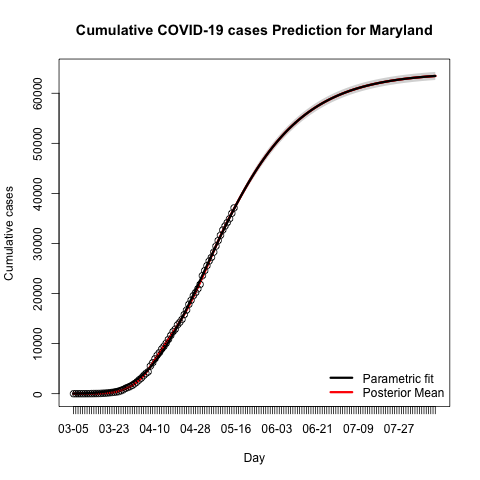 Cumulative COVID-19 cases Prediction for Maryland
Cumulative cases
60000
50000
40000
30000
20000
10000
0
Parametric fit
Posterior Mean
03-05 03-23 04-10 04-28 05-16 06-03 06-21 07-09 07-27
Day